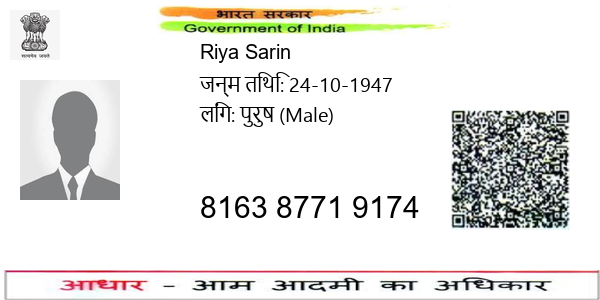 भारत सरकार
Government of India
सत्यमेव जयते
Riya Sarin
जन्म तिथि: 24-10-1947
लिंग: पुरुष (Male)
8163 8771 9174
आधार - आम आदमी का अधिकार